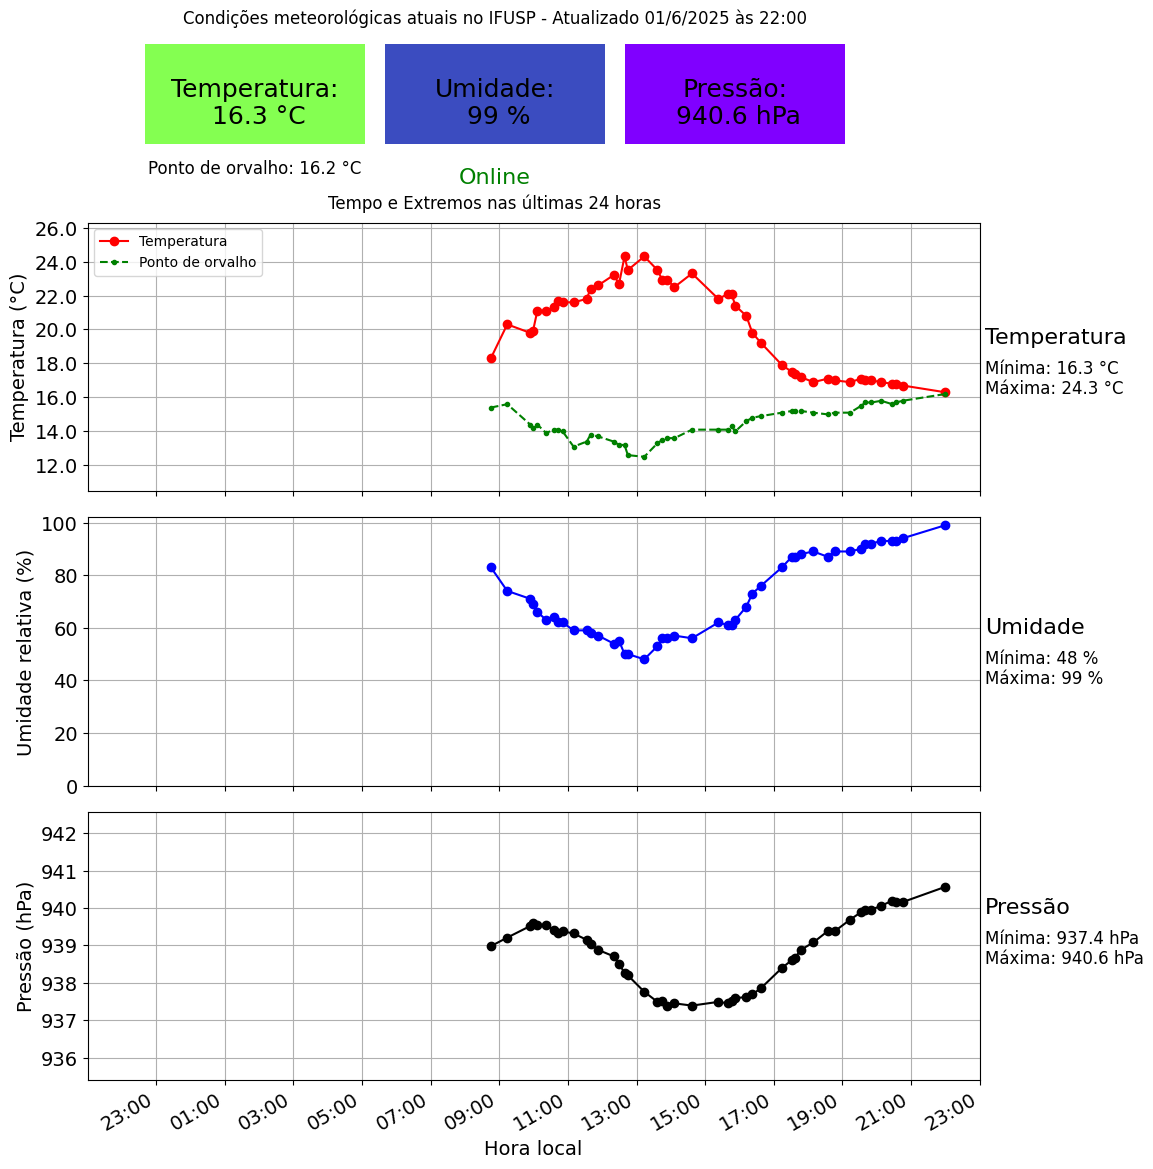 Condições meteorológicas atuais no IFUSP - Atualizado 01/6/2025 às 22:00
Temperatura:
16.3 °C
Umidade:
99 %
Pressão:
940.6 hPa
Ponto de orvalho: 16.2 °C
Online
Tempo e Extremos nas últimas 24 horas
Temperatura (°C)
26.0
24.0
22.0
20.0
18.0
16.0
14.0
12.0
Temperatura
Ponto de orvalho
Temperatura
Mínima: 16.3 °C
Máxima: 24.3 °C
Umidade relativa (%)
100
80
60
40
20
0
Umidade
Mínima: 48 %
Máxima: 99 %
Pressão (hPa)
942
941
940
939
938
937
936
Pressão
Mínima: 937.4 hPa
Máxima: 940.6 hPa
23:00
01:00
03:00
05:00
07:00
09:00
11:00
13:00
15:00
17:00
19:00
21:00
23:00
Hora local